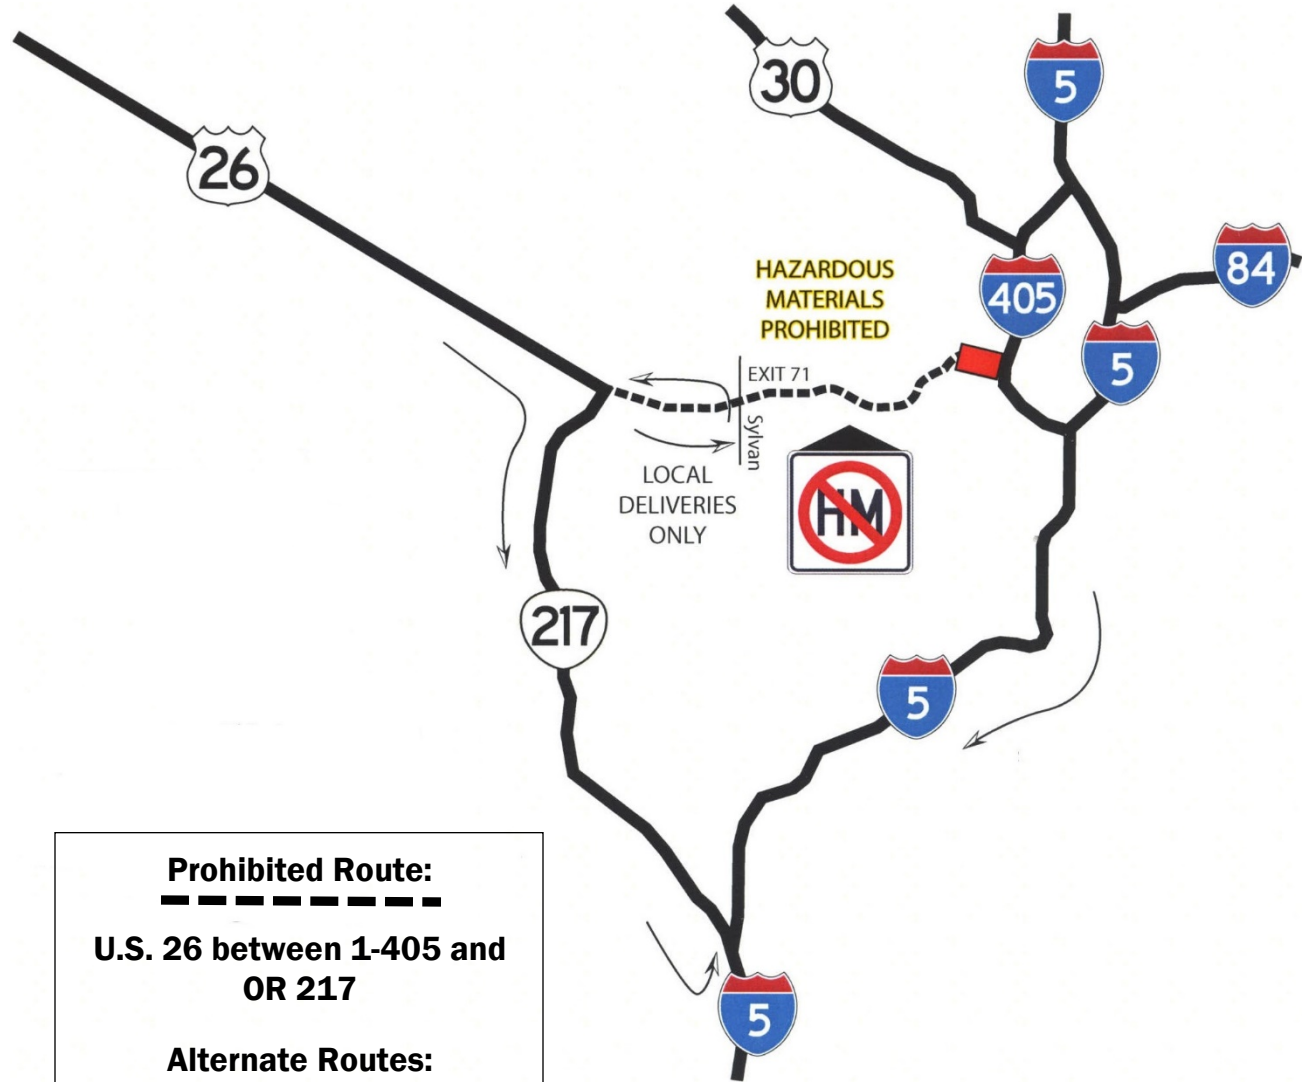 30
5
26
84
HAZARDOUS
MATERIALS
PROHIBITED
405
5
EXIT 71
Sylvan
LOCAL
DELIVERIES
ONLY
HM
217
5
Prohibited Route:
U.S. 26 between 1-405 and
OR 217
Alternate Routes:
5